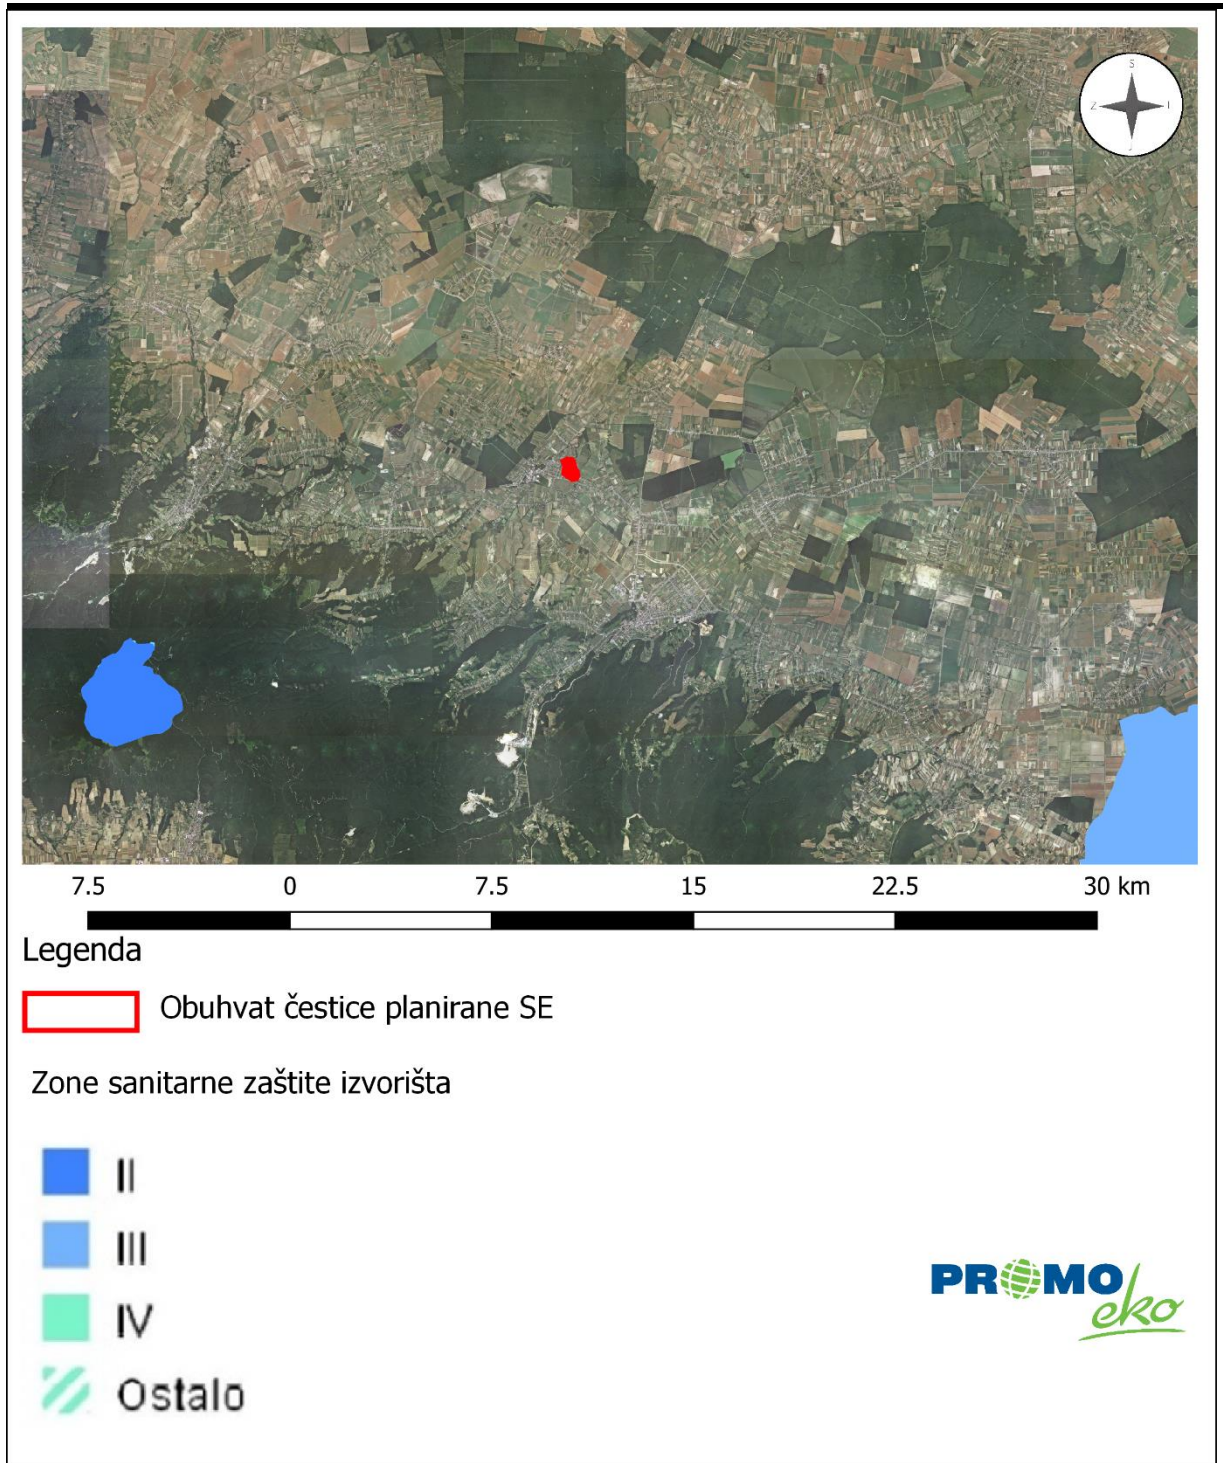 S
Z I
J
7.5 0 7.5 15 22.5 30 km
Legenda
Obuhvat čestice planirane SE
Zone sanitarne zaštite izvorišta
II
III
IV
Ostalo
PROMO
eko